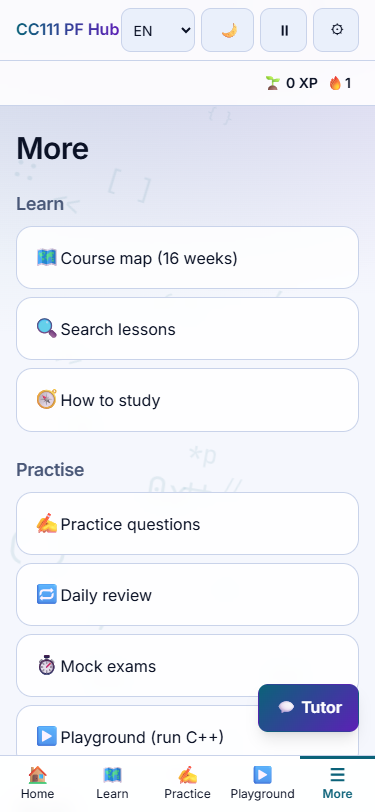 CC111 PF Hub EN
0 XP 1
More
Learn
Course map (16 weeks)
Search lessons
How to study
Practise
Practice questions
Daily review
Mock exams
Playground (run C++)
Tutor
Home Learn Practice Playground More